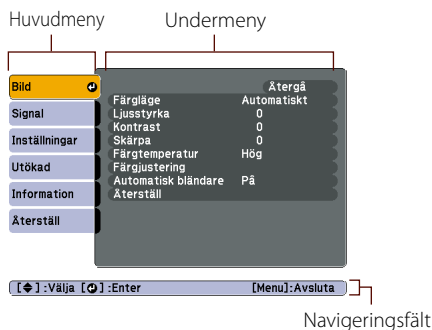 Huvudmeny
Undermeny
Bild
Signal
Inställningar
Utökad
Information
Återställ
Återgå
Färgläge Automatiskt
Ljusstyrka 0
Kontrast 0
Skärpa 0
Färgtemperatur Hög
Färgjustering
Automatisk bländare På
Återställ
[ ] :Välja [ ] :Enter [Menu]:Avsluta
Navigeringsfält